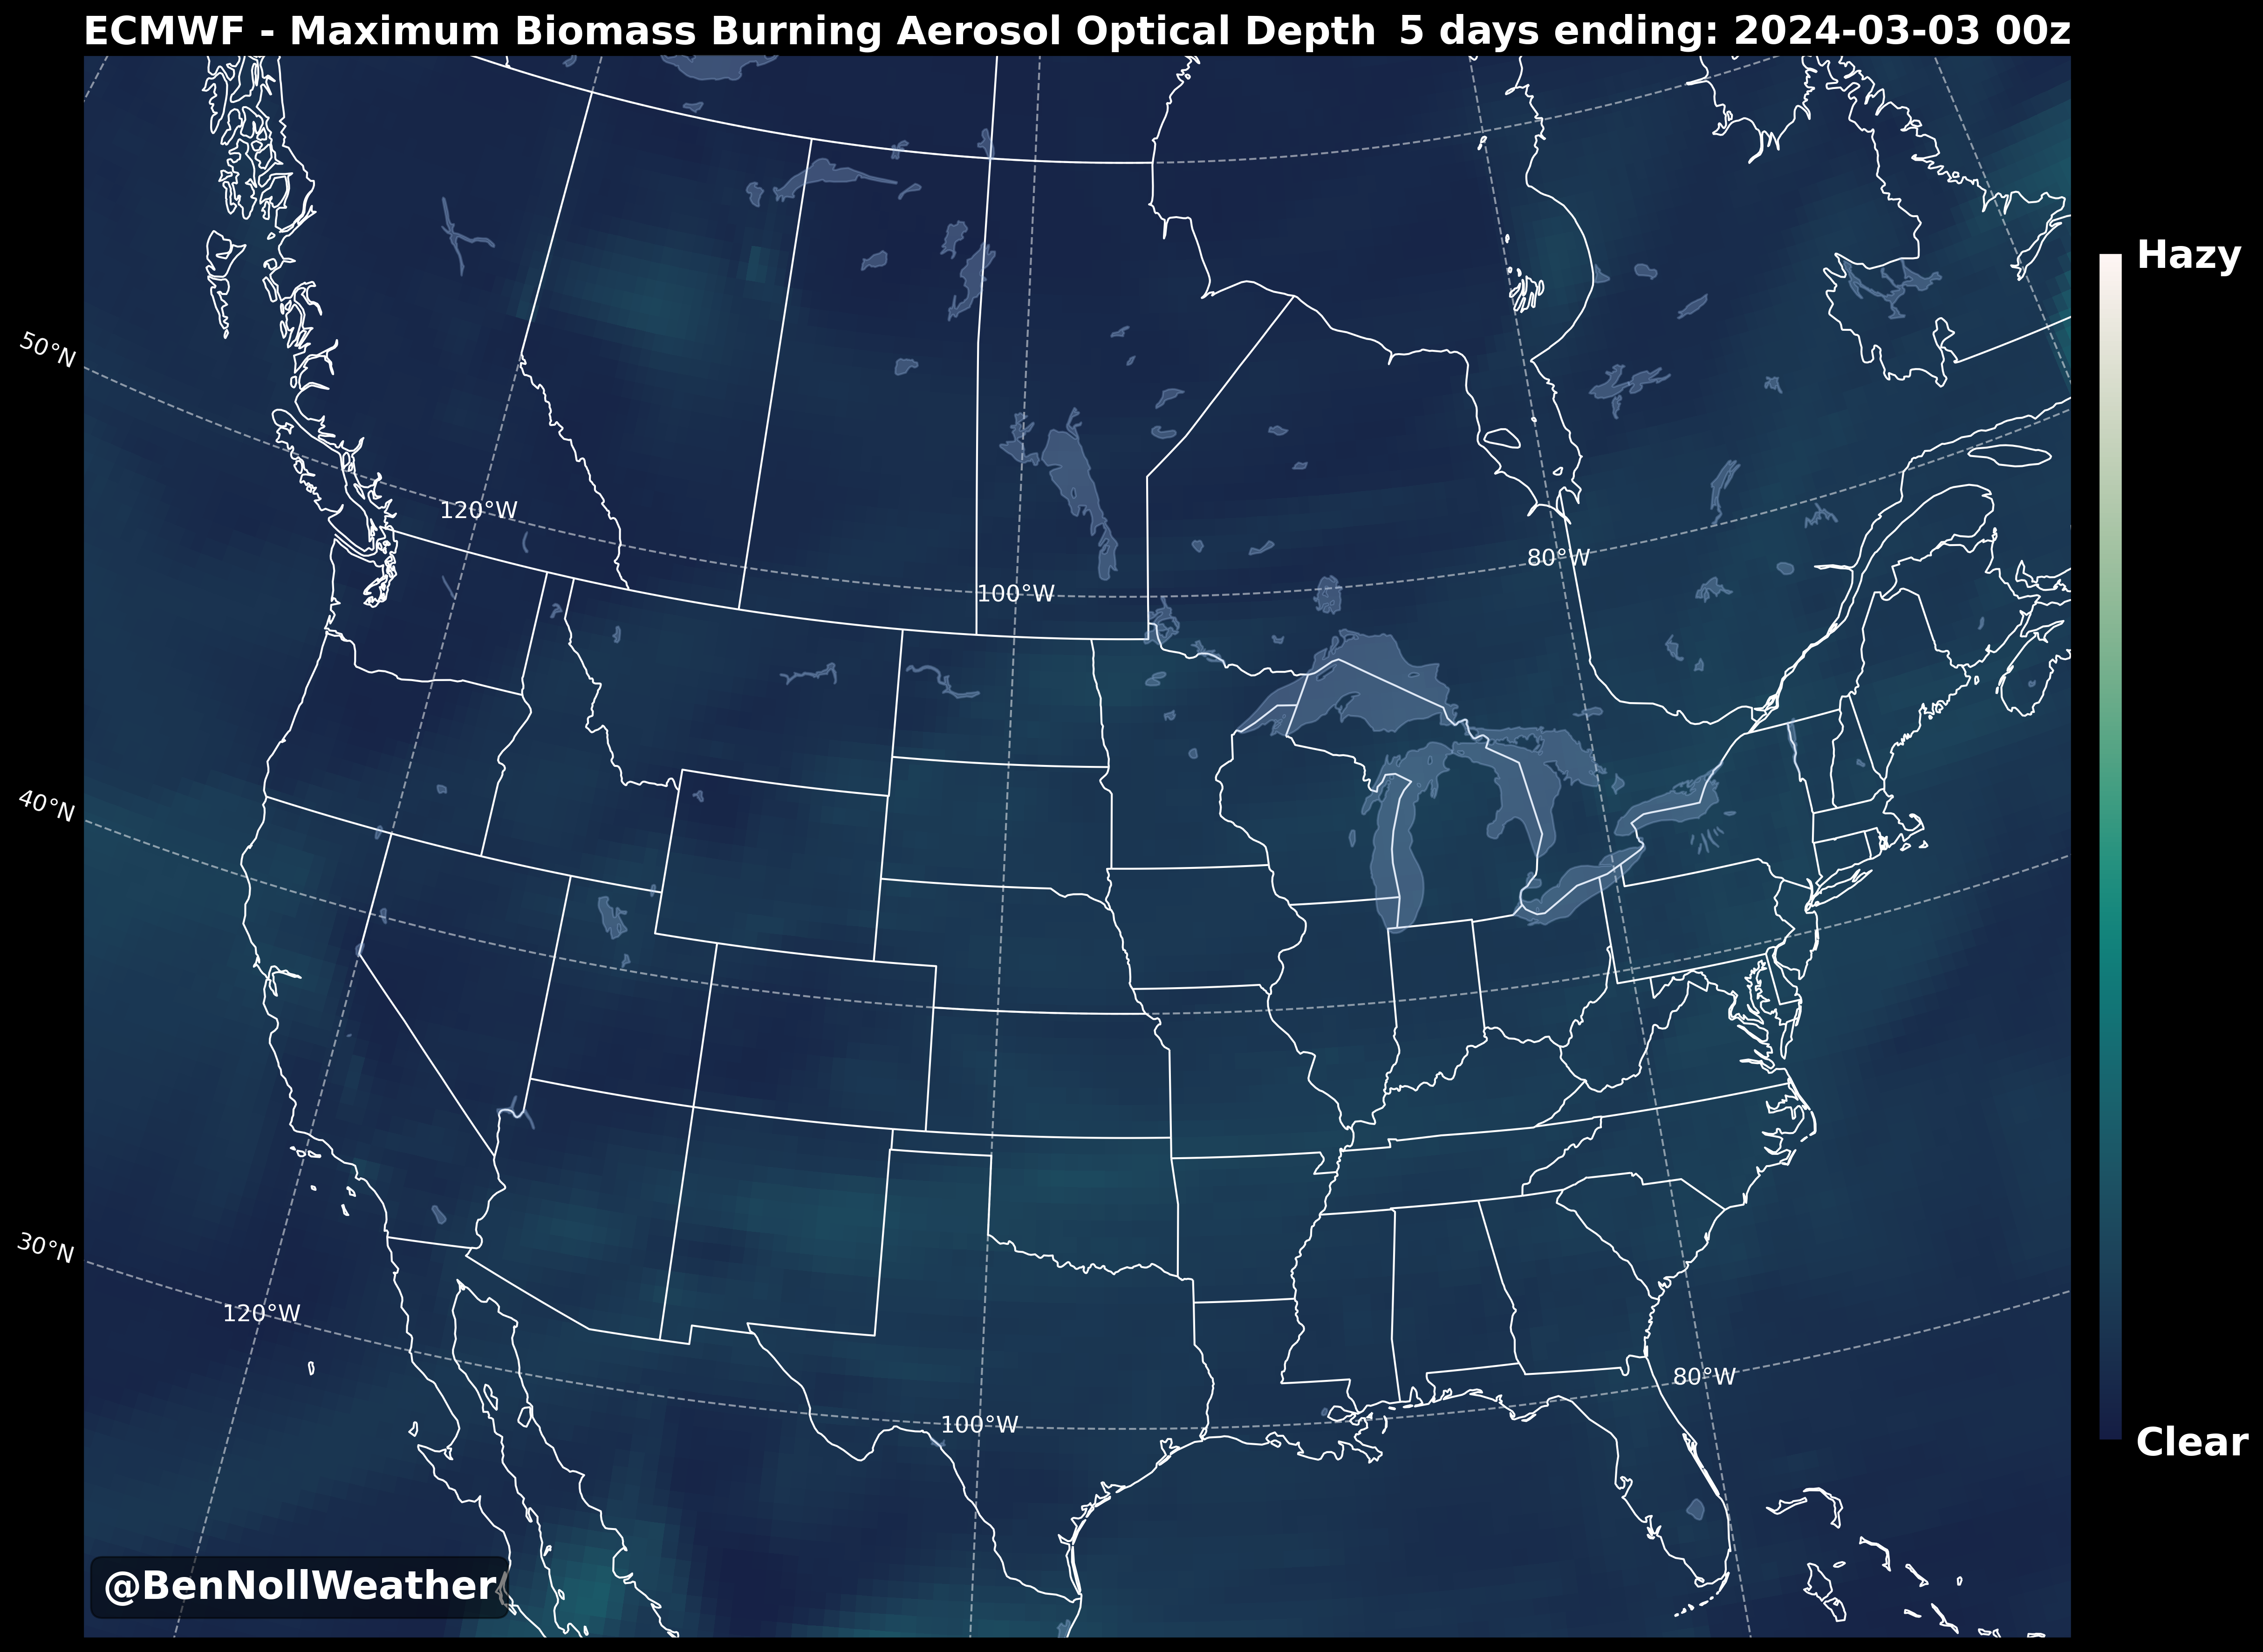 ECMWF - Maximum Biomass Burning Aerosol Optical Depth 5 days ending: 2024-03-03 00z
Hazy
50°N
120°W
80°W
100°W
40°N
30°N
120°W
80°W
100°W
Clear
@BenNollWeather